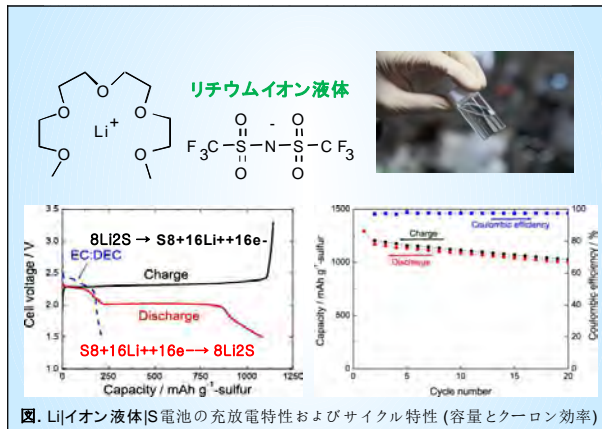 リチウムイオン液体
O
O
O
O
O
Li+
O O
F3C S N- S CF3
O O
3.5
3.0
2.5
2.0
1.5
1.0
Cell voltage / V
8Li2S → S8+16Li++16e-
EC:DEC
Charge
Discharge
S8+16Li++16e-→ 8Li2S
0 250 500 750 1000 1250
Capacity / mAh g-1-sulfur
1500
1000
500
0
Capacity / mAh g-1-sulfur
Coulombic efficiency
Charge
Discharge
100
80
60
40
20
0
Coulombic efficiency / %
0 5 10 15 20
Cycle number
図. Li|イオン液体|S電池の充放電特性およびサイクル特性 (容量とクーロン効率)